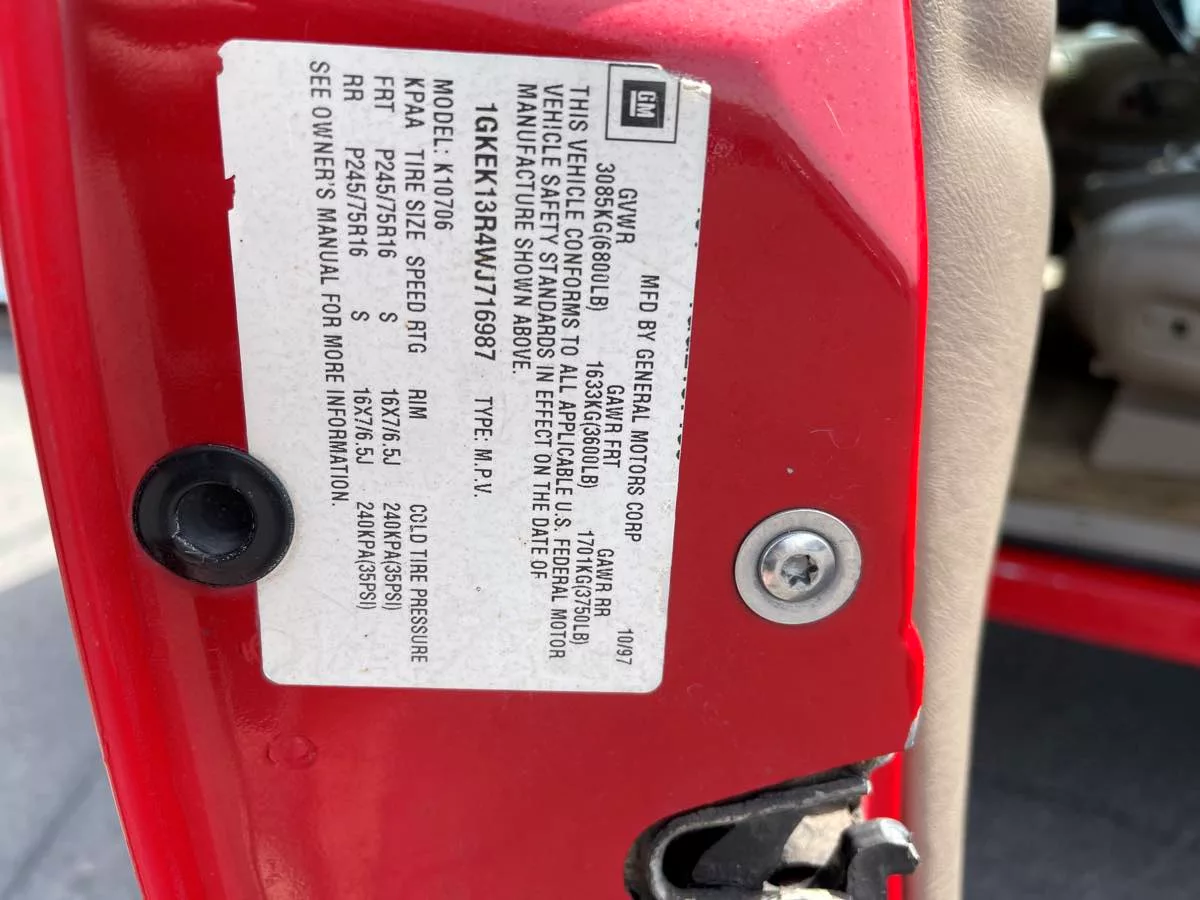 GM
MFD BY GENERAL MOTORS CORP 10/97
GVWR GAWR FRT GAWR RR
3085KG(6800LB) 1633KG(3600LB) 1701KG(3750LB)
THIS VEHICLE CONFORMS TO ALL APPLICABLE U.S. FEDERAL MOTOR
VEHICLE SAFETY STANDARDS IN EFFECT ON THE DATE OF
MANUFACTURE SHOWN ABOVE.
1GKEK13R4WJ716987 TYPE: M.P.V.
MODEL: K10706
KPAA TIRE SIZE SPEED RTG RIM COLD TIRE PRESSURE
FRT P245/75R16 S 16X7/6.5J 240KPA(35PSI)
RR P245/75R16 S 16X7/6.5J 240KPA(35PSI)
SEE OWNER'S MANUAL FOR MORE INFORMATION.